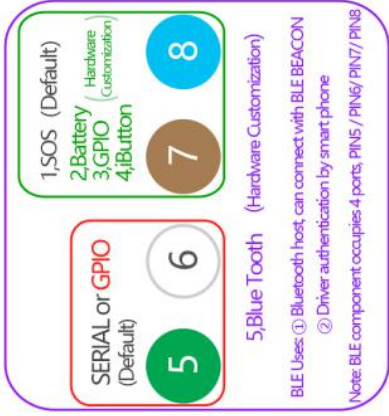 SERIAL or GPIO
(Default)
5
6
1,SOS (Default)
2,Battery
3,GPIO
4,iButton
( Hardware
Customization)
7
8
5,Blue Tooth (Hardware Customization)
BLE Uses: ① Bluetooth host, can connect with BLE BEACON
② Driver authentication by smart phone
Note: BLE component occupies 4 ports, PIN5 / PIN6/ PIN7/ PIN8